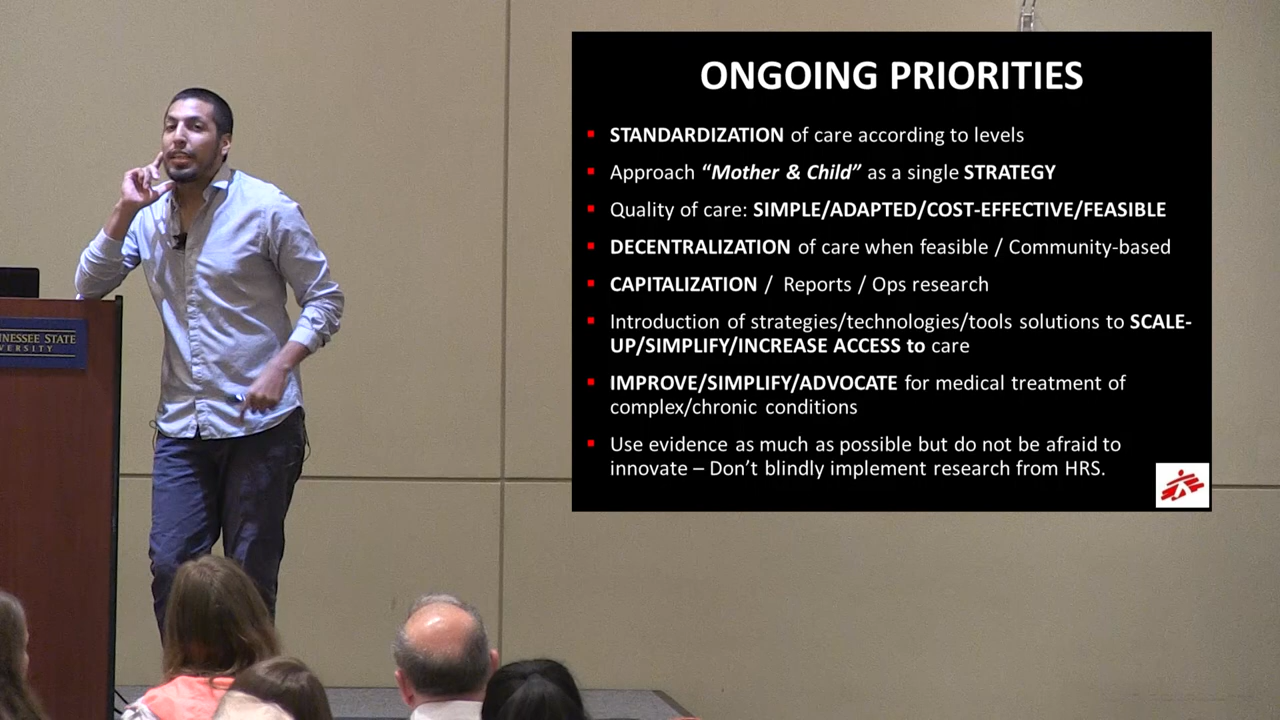 NNESSEE STATE
VERSITY
ONGOING PRIORITIES
▪ STANDARDIZATION of care according to levels
▪ Approach “Mother & Child” as a single STRATEGY
▪ Quality of care: SIMPLE/ADAPTED/COST-EFFECTIVE/FEASIBLE
▪ DECENTRALIZATION of care when feasible / Community-based
▪ CAPITALIZATION / Reports / Ops research
▪ Introduction of strategies/technologies/tools solutions to SCALE-
UP/SIMPLIFY/INCREASE ACCESS to care
▪ IMPROVE/SIMPLIFY/ADVOCATE for medical treatment of
complex/chronic conditions
▪ Use evidence as much as possible but do not be afraid to
innovate – Don’t blindly implement research from HRS.